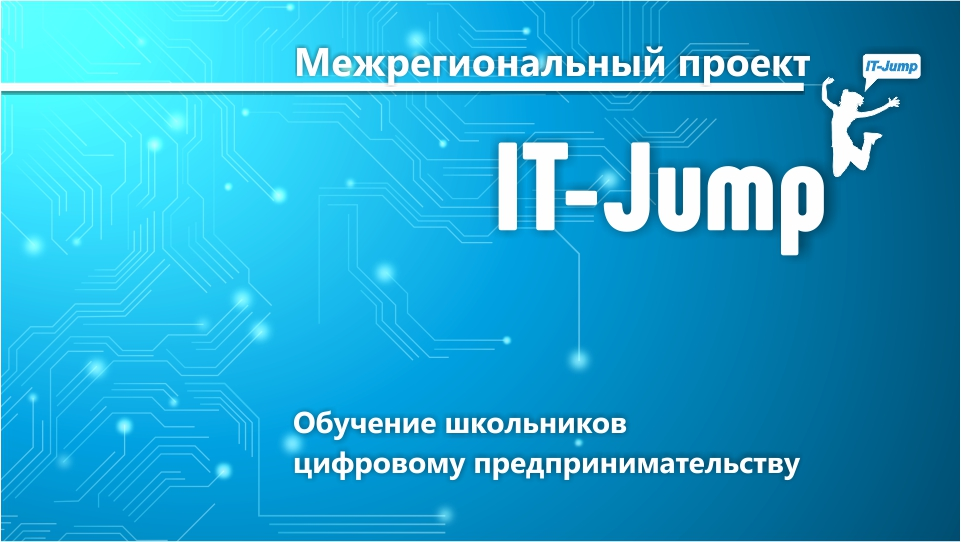 Межрегиональный проект
IT-Jump
IT-Jump
Обучение школьников
цифровому предпринимательству